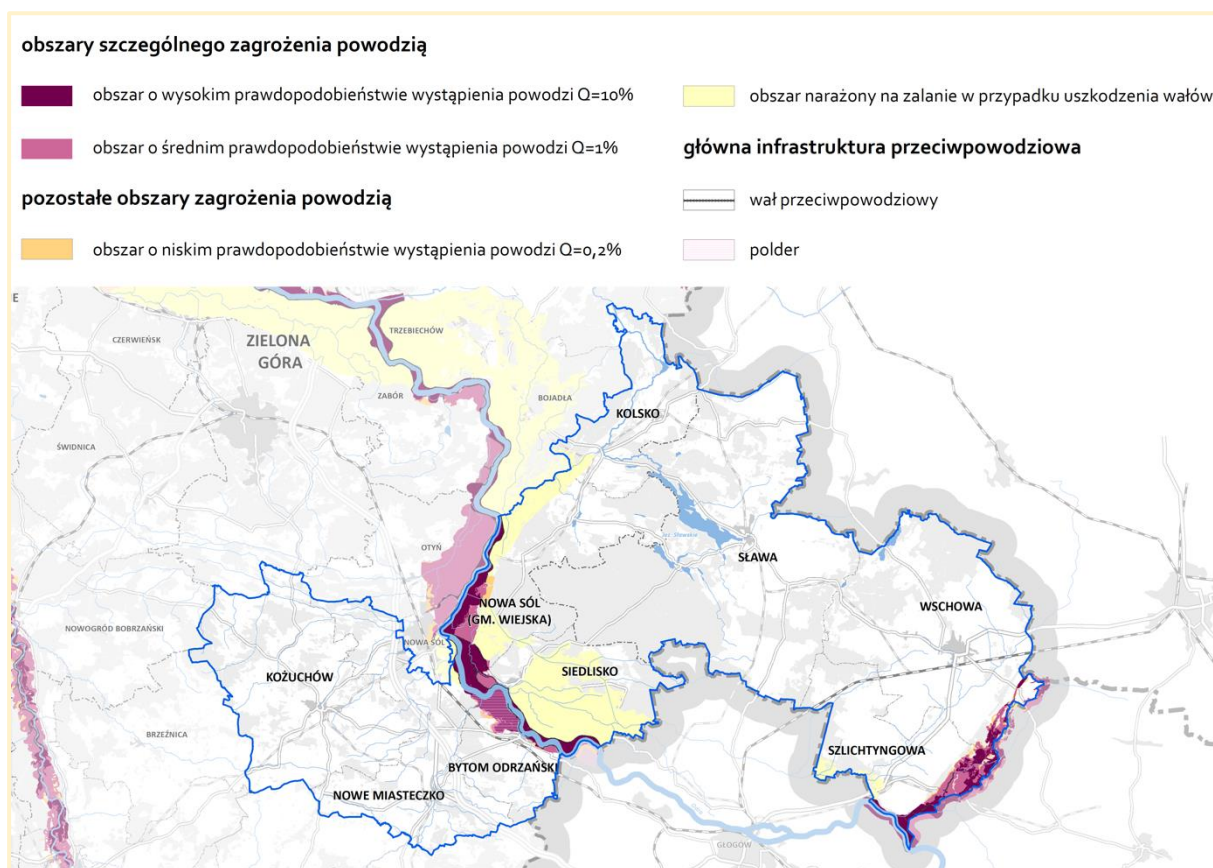 obszary szczególnego zagrożenia powodzią
obszar o wysokim prawdopodobieństwie wystąpienia powodzi Q=10%
obszar o średnim prawdopodobieństwie wystąpienia powodzi Q=1%
pozostałe obszary zagrożenia powodzią
obszar o niskim prawdopodobieństwie wystąpienia powodzi Q=0,2%
obszar narażony na zalanie w przypadku uszkodzenia wałów
główna infrastruktura przeciwpowodziowa
wał przeciwpowodziowy
polder
E
CZERWIEŃSK
ZIELONA
GÓRA
TRZEBIECHÓW
ZABÓR
BOJADŁA
KOLSKO
ŚWIDNICA
OTYŃ
Jez. Sławskie
SŁAWA
NOWA SÓL
(GM. WIEJSKA)
WSCHOWA
NOWOGRÓD BOBRZAŃSKI
NOWA SÓL
SIEDLISKO
KOŻUCHÓW
BRZEŹNICA
SZLICHTYNGOWA
BYTOM ODRZAŃSKI
NOWE MIASTECZKO
GŁOGÓW